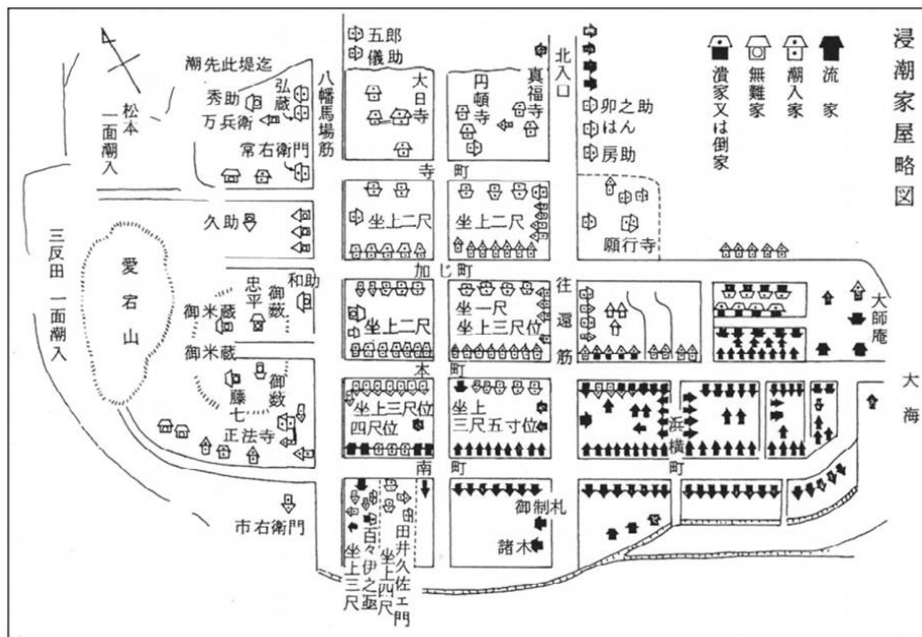 浸潮家屋略図
流家
潮入家
無難家
潰家又は倒家
北入口
卯之助
はん
房助
願行寺
五郎
儀助
大日寺
円頓寺
真福寺
八幡馬場筋
潮先此堤迄
弘蔵
秀助
万兵衛
常右衛門
松本
一面潮入
寺町
坐上二尺
坐上二尺
久助
加じ町
三反田一面潮入
愛宕山
和助
御薮
忠平
御米蔵
御米蔵
御薮
藤七
正法寺
坐上二尺
坐一尺
坐上三尺位
往還筋
大師庵
大海
本町
坐上三尺位
四尺位
坐上
三尺五寸位
浜横町
南町
市右衛門
御制札
諸木
田井久佐エ門
坐上四尺
百々伊之亟
坐上三尺